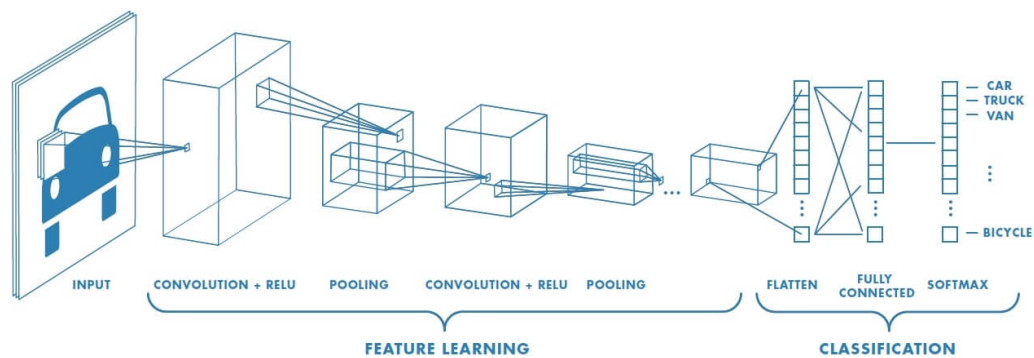 CAR
TRUCK
VAN
BICYCLE
INPUT
CONVOLUTION + RELU
POOLING
CONVOLUTION + RELU
POOLING
FLATTEN
FULLY
CONNECTED
SOFTMAX
FEATURE LEARNING
CLASSIFICATION